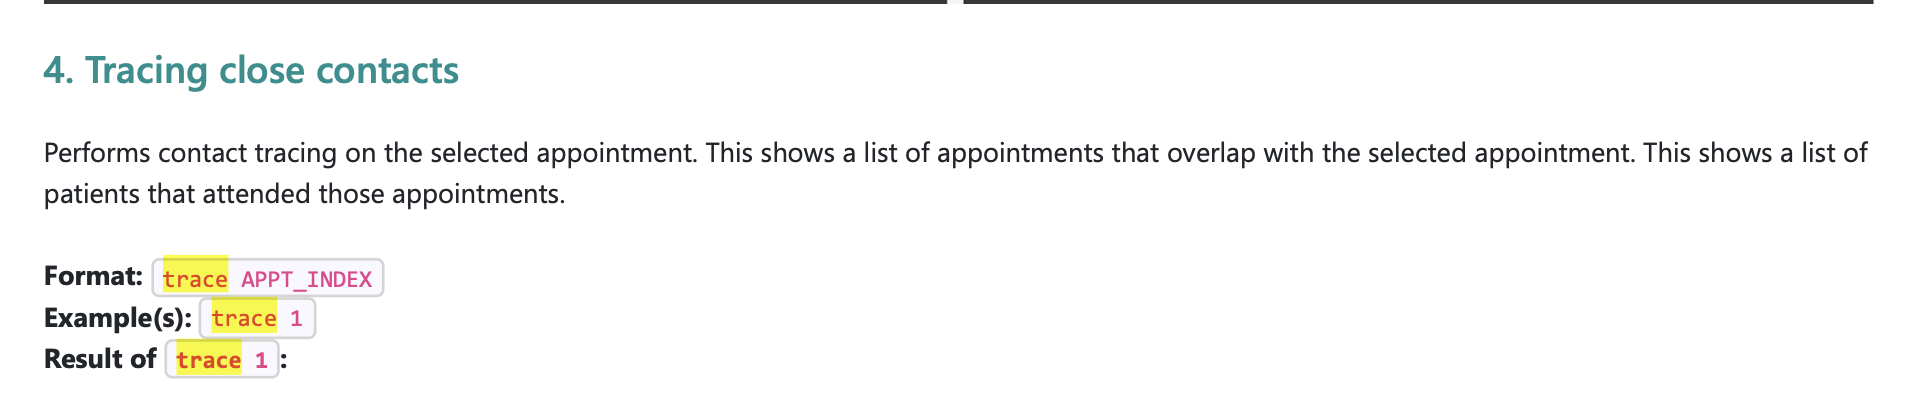 4. Tracing close contacts
Performs contact tracing on the selected appointment. This shows a list of appointments that overlap with the selected appointment. This shows a list of
patients that attended those appointments.
Format: trace APPT_INDEX
Example(s): trace 1
Result of trace 1: